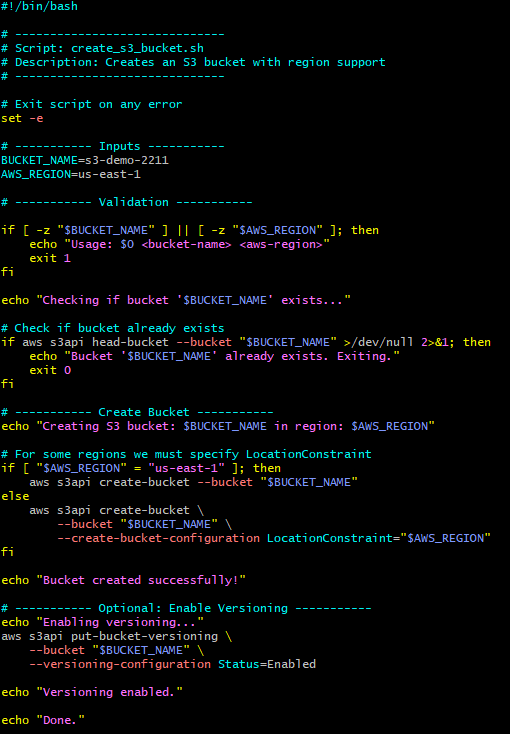 #!/bin/bash
# -----------------------------
# Script: create_s3_bucket.sh
# Description: Creates an S3 bucket with region support
# -----------------------------
# Exit script on any error
set -e
# ----------- Inputs -----------
BUCKET_NAME=s3-demo-2211
AWS_REGION=us-east-1
# ----------- Validation -----------
if [ -z "$BUCKET_NAME" ] || [ -z "$AWS_REGION" ]; then
    echo "Usage: $0 <bucket-name> <aws-region>"
    exit 1
fi
echo "Checking if bucket '$BUCKET_NAME' exists..."
# Check if bucket already exists
if aws s3api head-bucket --bucket "$BUCKET_NAME" >/dev/null 2>&1; then
    echo "Bucket '$BUCKET_NAME' already exists. Exiting."
    exit 0
fi
# ----------- Create Bucket -----------
echo "Creating S3 bucket: $BUCKET_NAME in region: $AWS_REGION"
# For some regions we must specify LocationConstraint
if [ "$AWS_REGION" = "us-east-1" ]; then
    aws s3api create-bucket --bucket "$BUCKET_NAME"
else
    aws s3api create-bucket \
        --bucket "$BUCKET_NAME" \
        --create-bucket-configuration LocationConstraint="$AWS_REGION"
fi
echo "Bucket created successfully!"
# ----------- Optional: Enable Versioning -----------
echo "Enabling versioning..."
aws s3api put-bucket-versioning \
    --bucket "$BUCKET_NAME" \
    --versioning-configuration Status=Enabled
echo "Versioning enabled."
echo "Done."